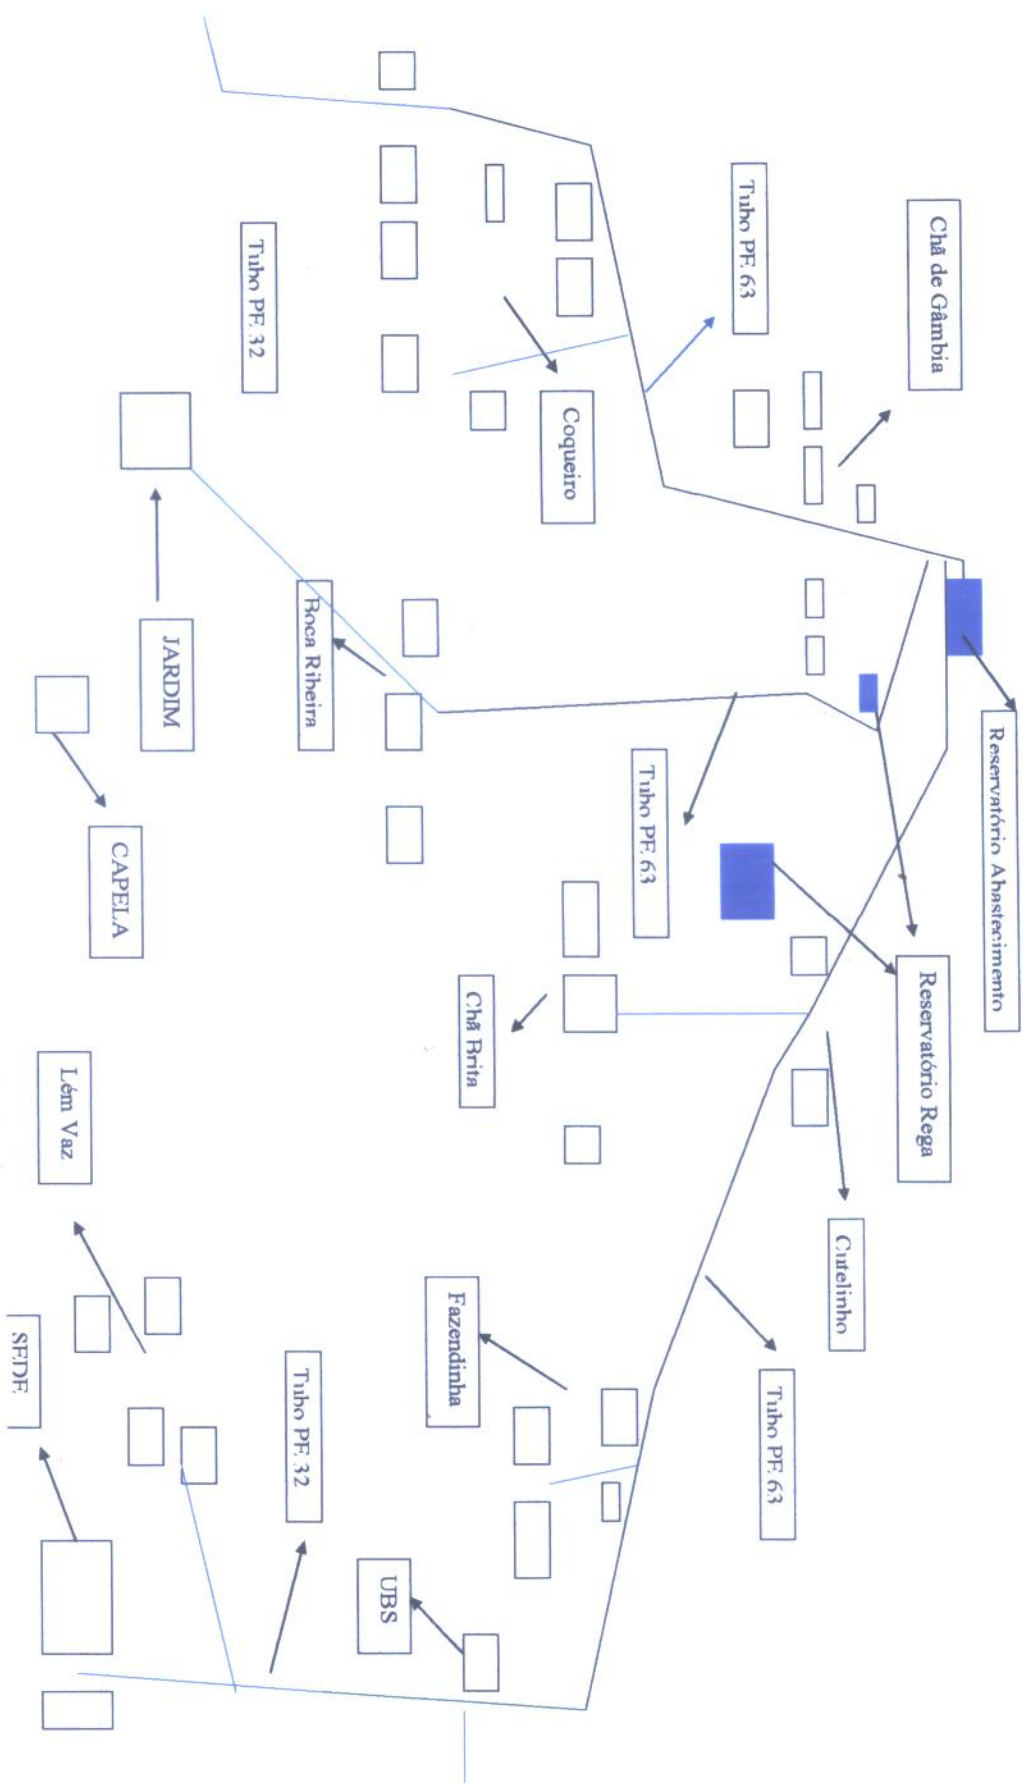 Reservatório Abastecimento
Chã de Gâmbia
Reservatório Rega
Cutelinho
Tubo PE 63
Tubo PE 63
Tubo PE 63
Coqueiro
Chã Brita
Fazendinha
UBS
Boca Ribeira
Tubo PE 32
Tubo PE 32
JARDIM
CAPELA
Lém Vaz
SEDE